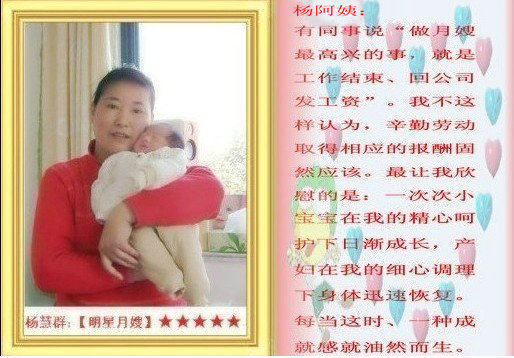 杨慧群:【明星月嫂】★★★★★
杨阿姨：
有同事说“做月嫂
最高兴的事，就是
工作结束、回公司
发工资”。我不这
样认为，辛勤劳动
取得相应的报酬固
然应该。最让我欣
慰的是：一次次小
宝宝在我的精心呵
护下日渐成长，产
妇在我的细心调理
下身体迅速恢复。
每当这时、一种成
就感就油然而生。